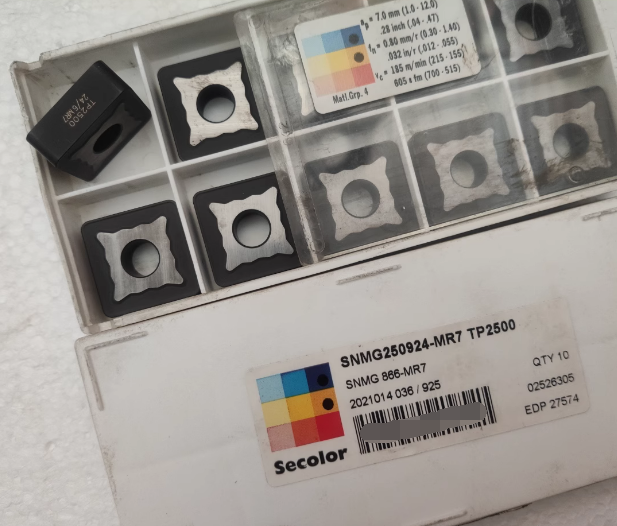 aₚ = 7.0 mm (1.0 - 12.0)
.28 inch (.04 - .47)
fₙ = 0.80 mm/r (0.30 - 1.40)
.032 in/r (.012 - .055)
v꜀ = 185 m/min (215 - 155)
605 s fm (700 - 515)
Matl.Grp. 4
TP2500
SNMG250924-MR7 TP2500
SNMG 866-MR7
2021014 036 / 925
QTY 10
02526305
EDP 27574
Secolor